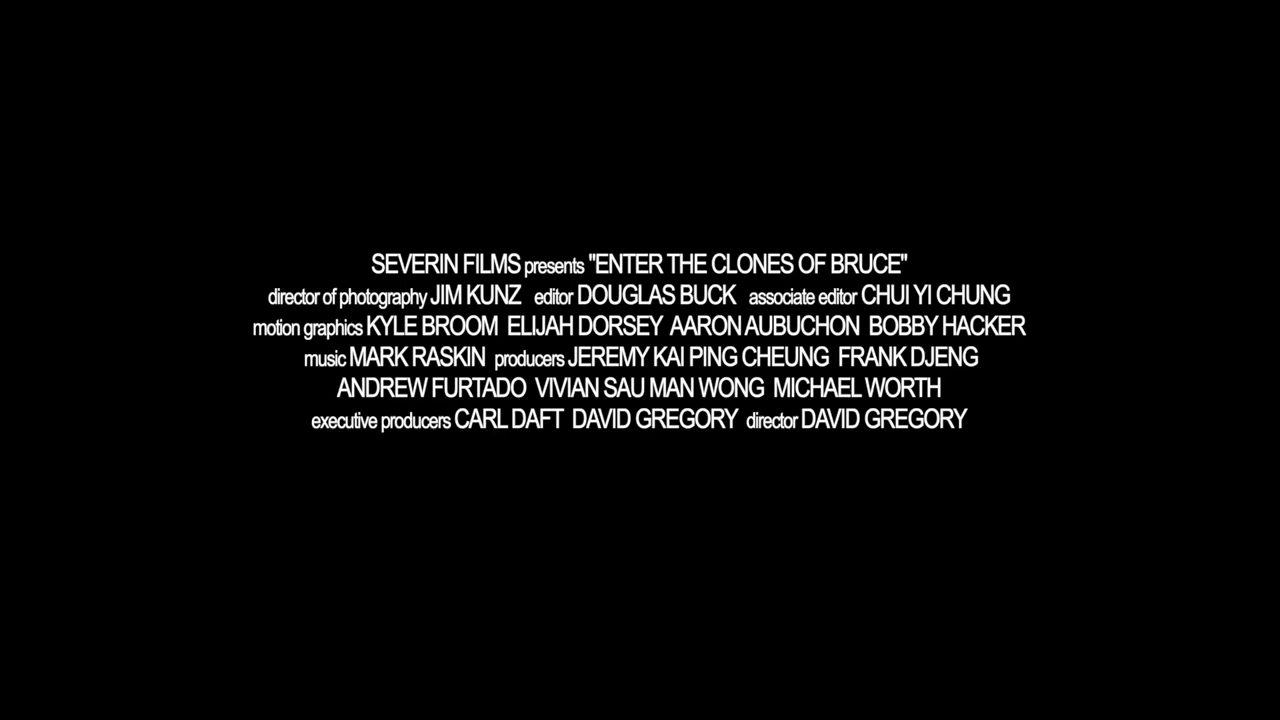 SEVERIN FILMS presents "ENTER THE CLONES OF BRUCE"
director of photography JIM KUNZ editor DOUGLAS BUCK associate editor CHUI YI CHUNG
motion graphics KYLE BROOM ELIJAH DORSEY AARON AUBUCHON BOBBY HACKER
music MARK RASKIN producers JEREMY KAI PING CHEUNG FRANK DJENG
ANDREW FURTADO VIVIAN SAU MAN WONG MICHAEL WORTH
executive producers CARL DAFT DAVID GREGORY director DAVID GREGORY